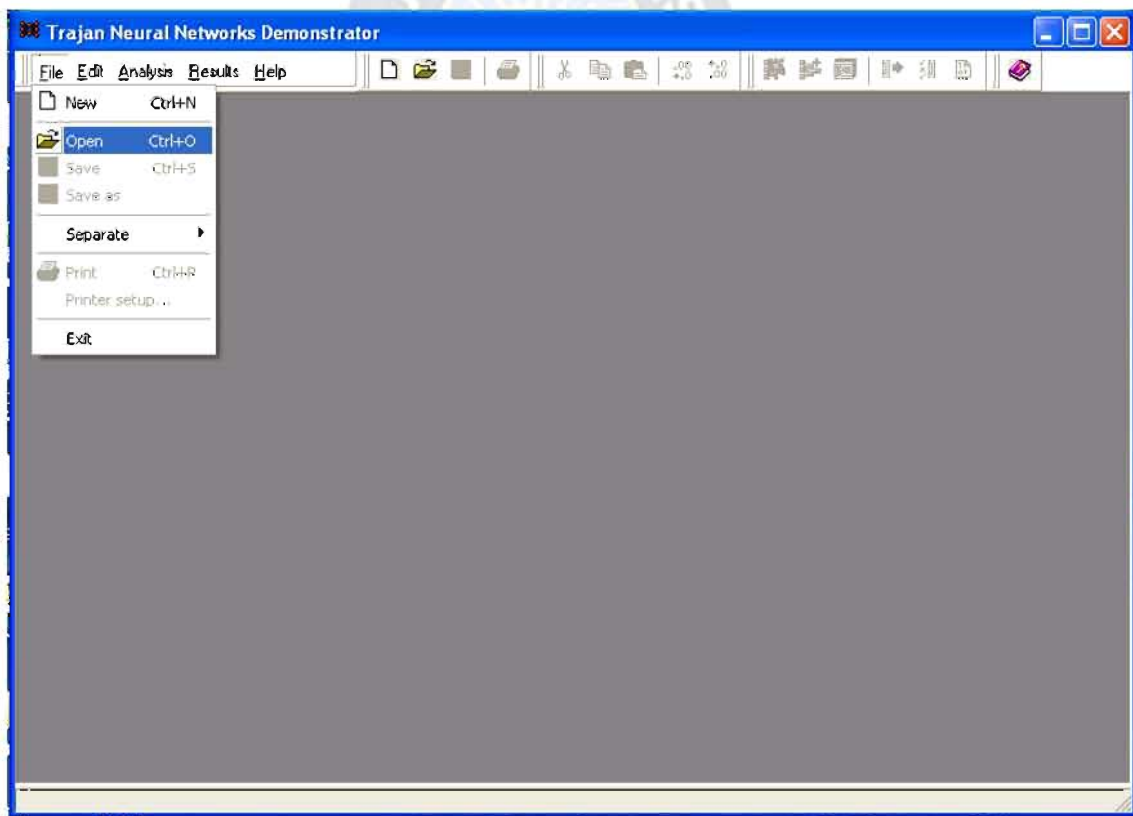 Trajan Neural Networks Demonstrator
File Edit Analysis Results Help
New Ctrl+N
Open Ctrl+O
Save Ctrl+S
Save as
Separate
Print Ctrl+R
Printer setup...
Exit